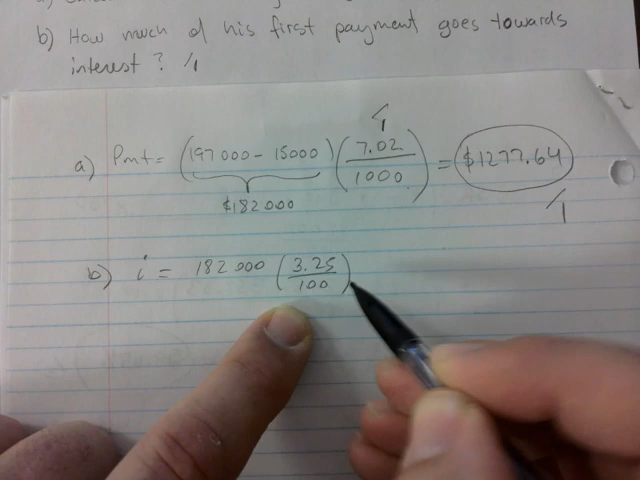 b) How much of his first payment goes towards
interest? /1
a) Pmt = (197 000 - 15000) (7.02/1000) = $1277.64
$182 000
/1
/1
b) i = 182 000 (3.25/100)